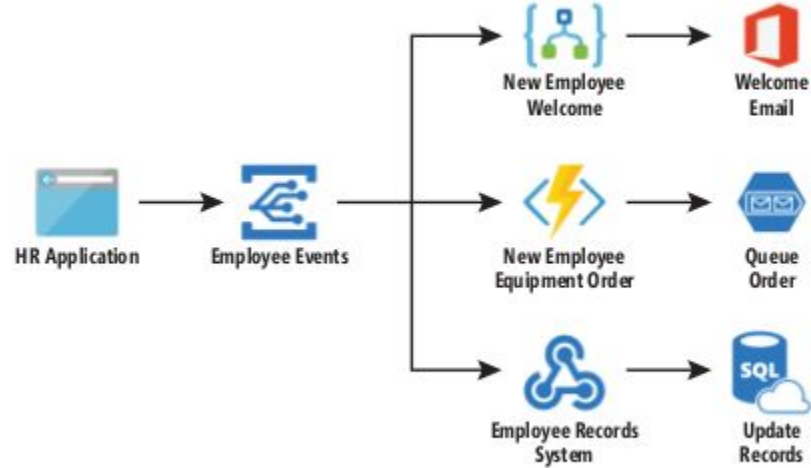 New Employee
Welcome
Welcome
Email
HR Application
Employee Events
New Employee
Equipment Order
Queue
Order
SQL
Employee Records
System
Update
Records